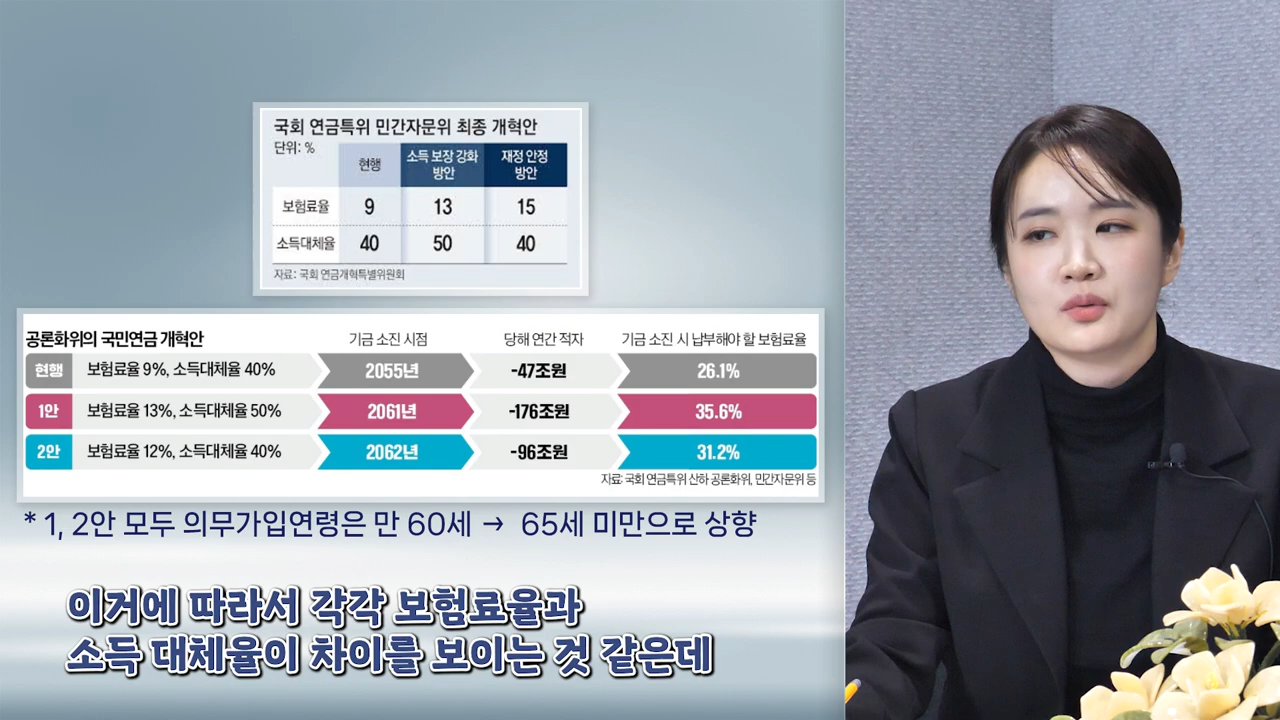 국회 연금특위 민간자문위 최종 개혁안
단위: %
현행 소득 보장 강화 방안 재정 안정 방안
보험료율 9 13 15
소득대체율 40 50 40
자료: 국회 연금개혁특별위원회
공론화위의 국민연금 개혁안 기금 소진 시점 당해 연간 적자 기금 소진 시 납부해야 할 보험료율
현행 보험료율 9%, 소득대체율 40% 2055년 -47조원 26.1%
1안 보험료율 13%, 소득대체율 50% 2061년 -176조원 35.6%
2안 보험료율 12%, 소득대체율 40% 2062년 -96조원 31.2%
자료: 국회 연금특위 산하 공론화위, 민간자문위 등
* 1, 2안 모두 의무가입연령은 만 60세 → 65세 미만으로 상향
이거에 따라서 각각 보험료율과
소득 대체율이 차이를 보이는 것 같은데